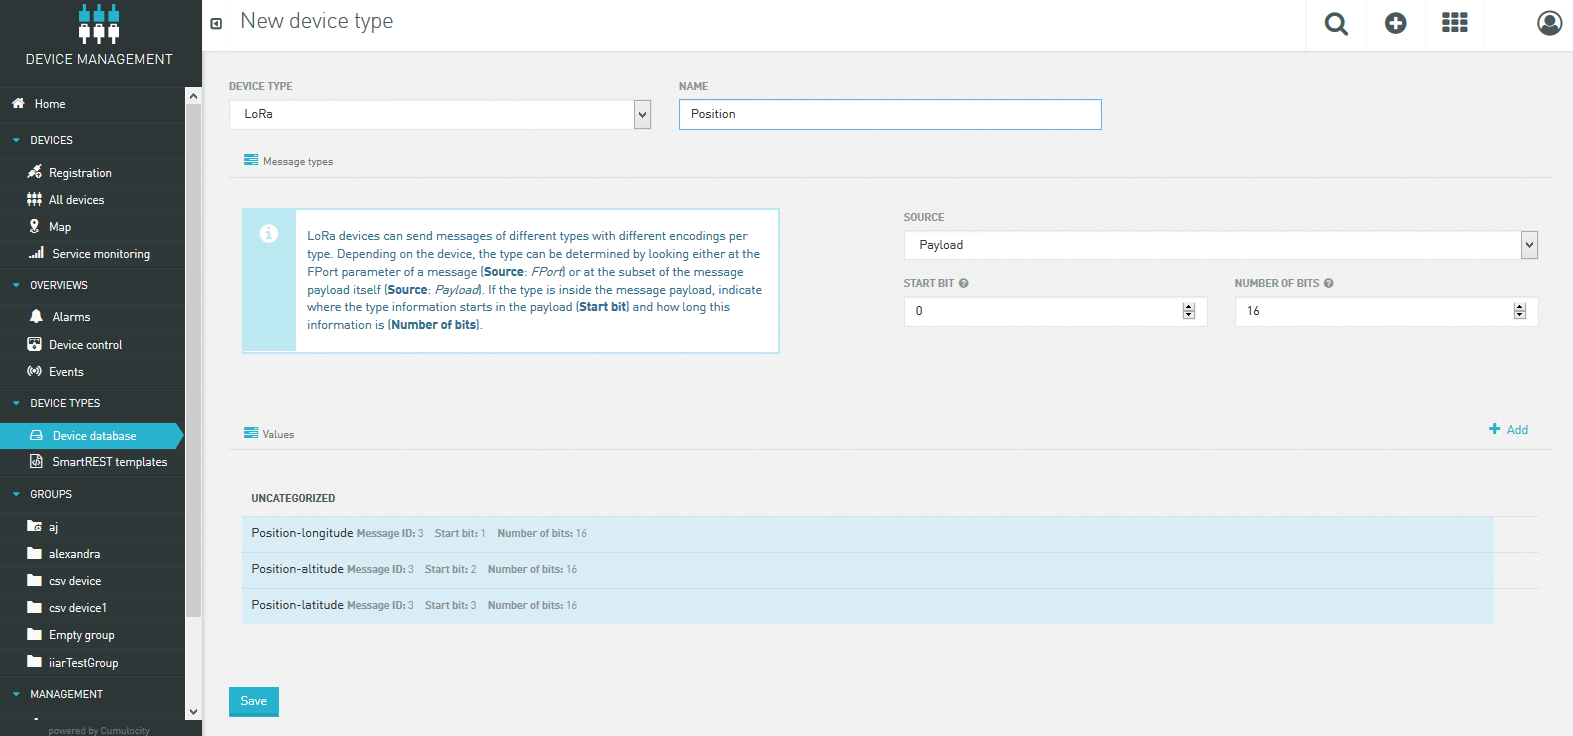 DEVICE MANAGEMENT
New device type
Home
DEVICES
Registration
All devices
Map
Service monitoring
OVERVIEWS
Alarms
Device control
Events
DEVICE TYPES
Device database
SmartREST templates
GROUPS
aj
alexandra
csv device
csv device1
Empty group
iiarTestGroup
MANAGEMENT
powered by Cumulocity
DEVICE TYPE
LoRa
NAME
Position
Message types
LoRa devices can send messages of different types with different encodings per
type. Depending on the device, the type can be determined by looking either at the
FPort parameter of a message (Source: FPort) or at the subset of the message
payload itself (Source: Payload). If the type is inside the message payload, indicate
where the type information starts in the payload (Start bit) and how long this
information is (Number of bits).
SOURCE
Payload
START BIT
0
NUMBER OF BITS
16
Values
Add
UNCATEGORIZED
Position-longitude Message ID: 3 Start bit: 1 Number of bits: 16
Position-altitude Message ID: 3 Start bit: 2 Number of bits: 16
Position-latitude Message ID: 3 Start bit: 3 Number of bits: 16
Save